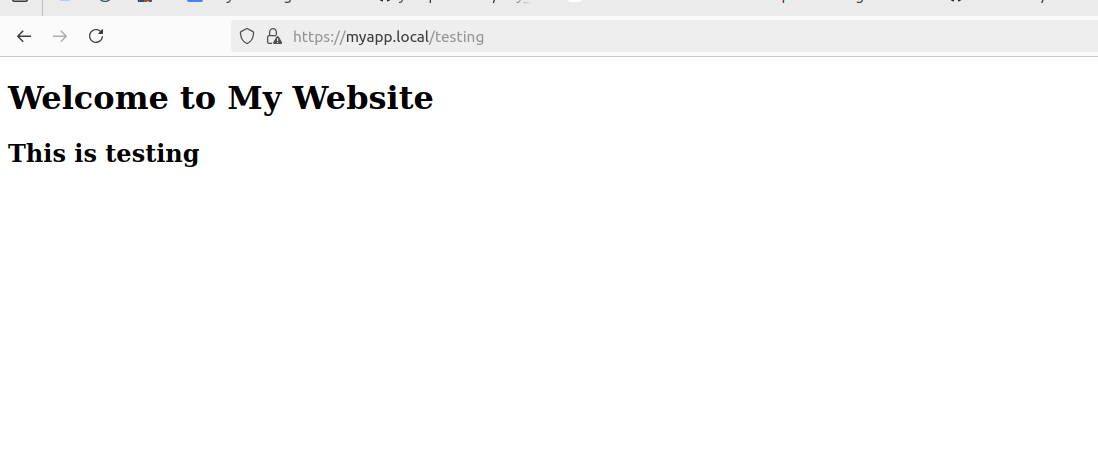 https://myapp.local/testing
Welcome to My Website
This is testing